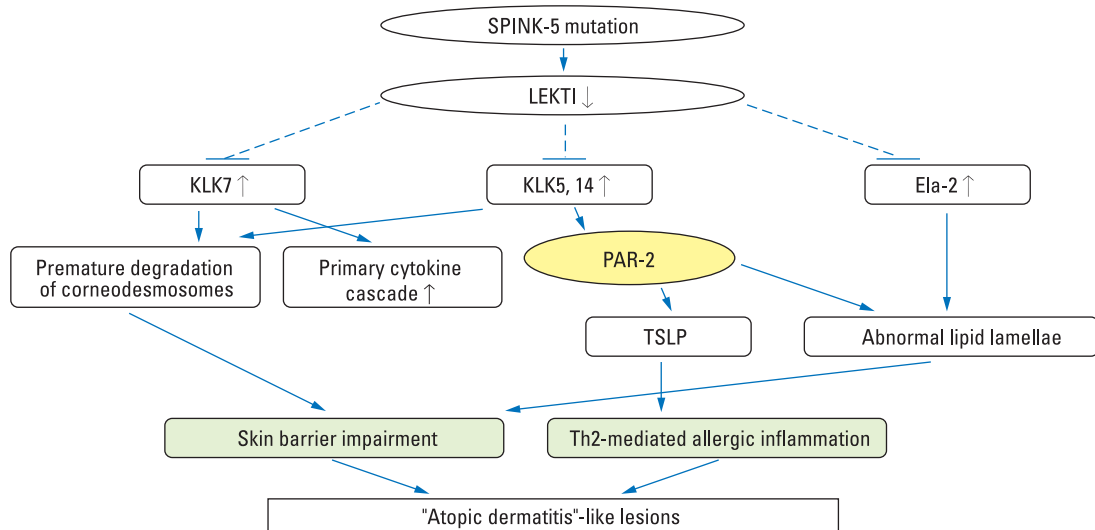 SPINK-5 mutation
LEKTI ↓
KLK7 ↑
KLK5, 14 ↑
Ela-2 ↑
Premature degradation
of corneodesmosomes
Primary cytokine
cascade ↑
PAR-2
TSLP
Abnormal lipid lamellae
Skin barrier impairment
Th2-mediated allergic inflammation
"Atopic dermatitis"-like lesions